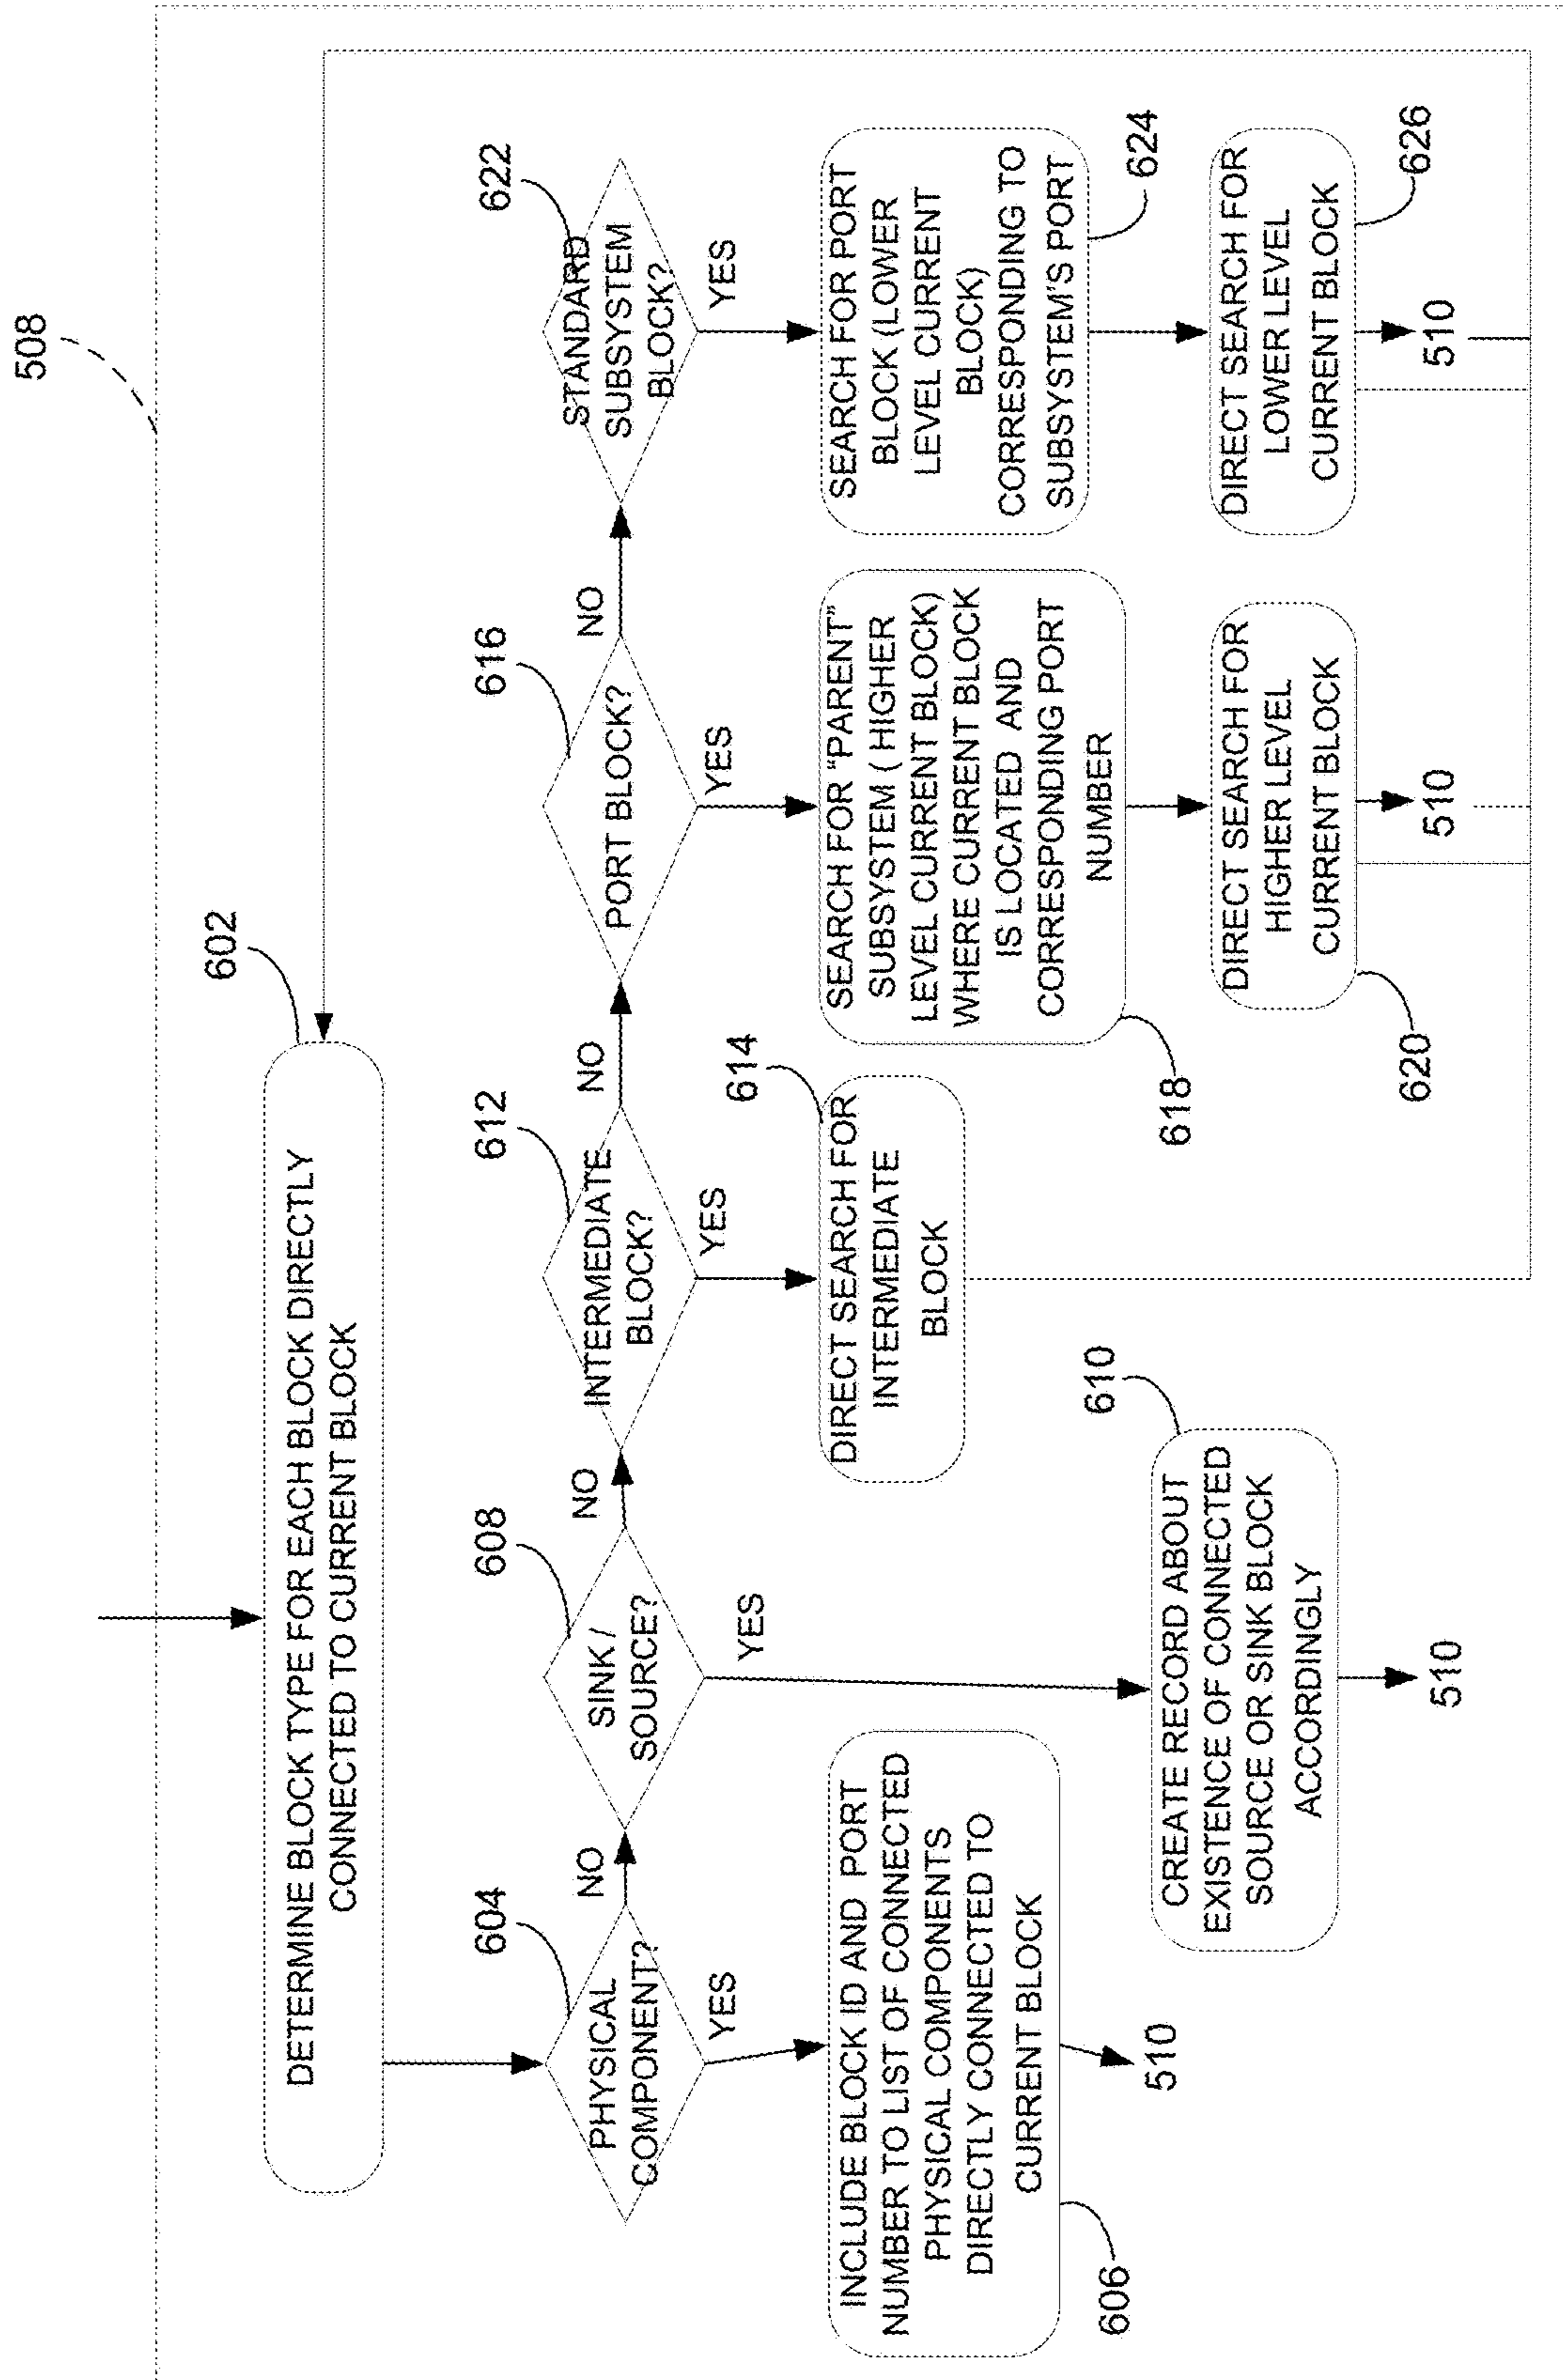 508
602
DETERMINE BLOCK TYPE FOR EACH BLOCK DIRECTLY
CONNECTED TO CURRENT BLOCK
604
PHYSICAL
COMPONENT?
NO
YES
INCLUDE BLOCK ID AND PORT
NUMBER TO LIST OF CONNECTED
PHYSICAL COMPONENTS
DIRECTLY CONNECTED TO
CURRENT BLOCK
606
510
608
SINK /
SOURCE?
NO
YES
610
CREATE RECORD ABOUT
EXISTENCE OF CONNECTED
SOURCE OR SINK BLOCK
ACCORDINGLY
510
612
INTERMEDIATE
BLOCK?
NO
YES
614
DIRECT SEARCH FOR
INTERMEDIATE
BLOCK
616
PORT BLOCK?
NO
YES
SEARCH FOR "PARENT"
SUBSYSTEM ( HIGHER
LEVEL CURRENT BLOCK)
WHERE CURRENT BLOCK
IS LOCATED AND
CORRESPONDING PORT
NUMBER
618
DIRECT SEARCH FOR
HIGHER LEVEL
CURRENT BLOCK
620
510
622
STANDARD
SUBSYSTEM
BLOCK?
YES
SEARCH FOR PORT
BLOCK (LOWER
LEVEL CURRENT
BLOCK)
CORRESPONDING TO
SUBSYSTEM'S PORT
624
DIRECT SEARCH FOR
LOWER LEVEL
CURRENT BLOCK
626
510